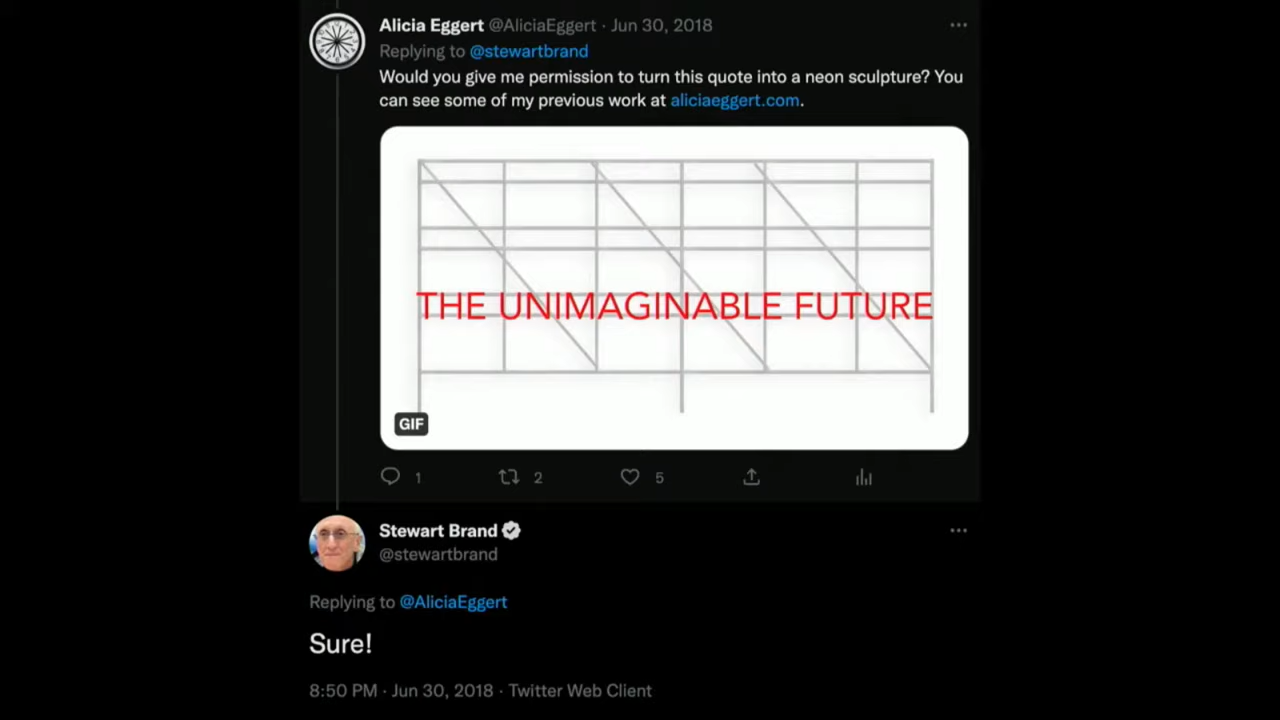 Alicia Eggert @AliciaEggert · Jun 30, 2018
Replying to @stewartbrand
Would you give me permission to turn this quote into a neon sculpture? You
can see some of my previous work at aliciaeggert.com.
THE UNIMAGINABLE FUTURE
GIF
1 2 5
Stewart Brand
@stewartbrand
Replying to @AliciaEggert
Sure!
8:50 PM · Jun 30, 2018 · Twitter Web Client